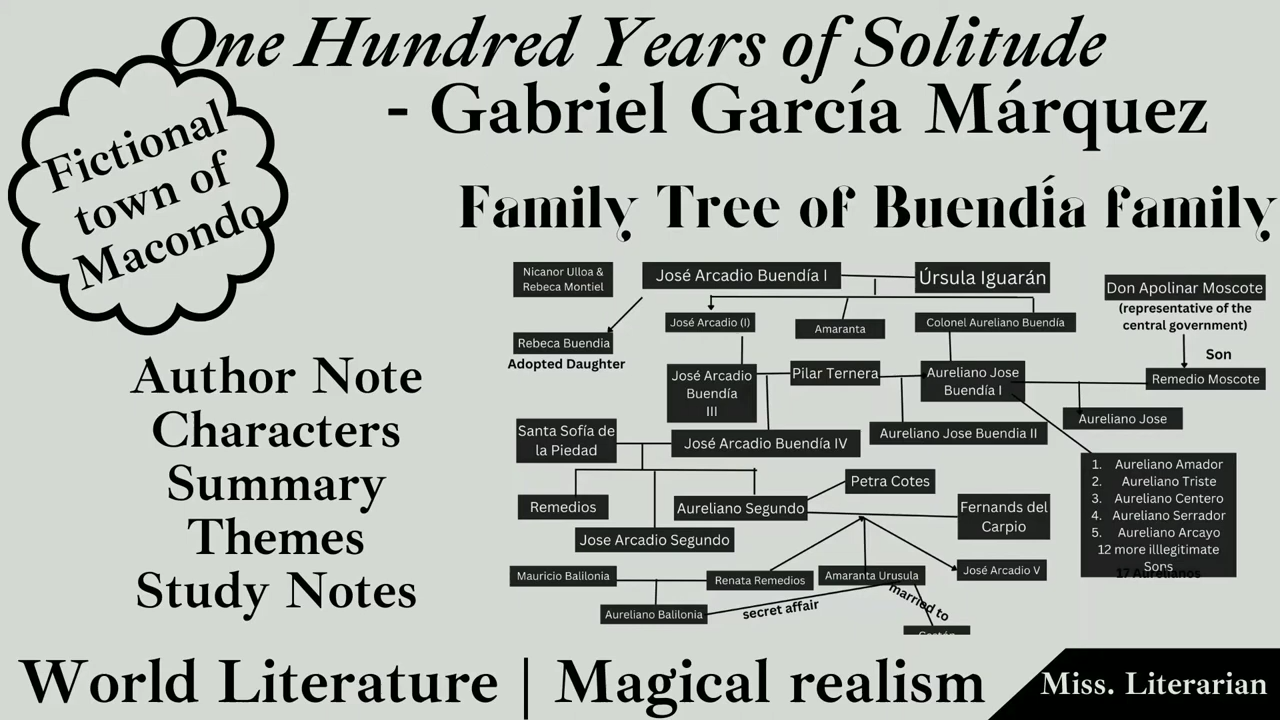 One Hundred Years of Solitude
- Gabriel García Márquez
Fictional
town of
Macondo
Family Tree of Buendía family
Nicanor Ulloa &
Rebeca Montiel
José Arcadio Buendía I
Úrsula Iguarán
Don Apolinar Moscote
(representative of the
central government)
José Arcadio (I)
Amaranta
Colonel Aureliano Buendía
Rebeca Buendia
Adopted Daughter
Son
José Arcadio
Buendía
III
Pilar Ternera
Aureliano Jose
Buendía I
Remedio Moscote
Aureliano Jose
Santa Sofía de
la Piedad
José Arcadio Buendía IV
Aureliano Jose Buendia II
1. Aureliano Amador
2. Aureliano Triste
3. Aureliano Centero
4. Aureliano Serrador
5. Aureliano Arcayo
12 more illlegitimate
Sons
17 Aurelianos
Petra Cotes
Remedios
Aureliano Segundo
Fernands del
Carpio
Jose Arcadio Segundo
Mauricio Balilonia
Renata Remedios
Amaranta Urusula
José Arcadio V
Aureliano Balilonia
secret affair
married to
Author Note
Characters
Summary
Themes
Study Notes
World Literature | Magical realism
Miss. Literarian